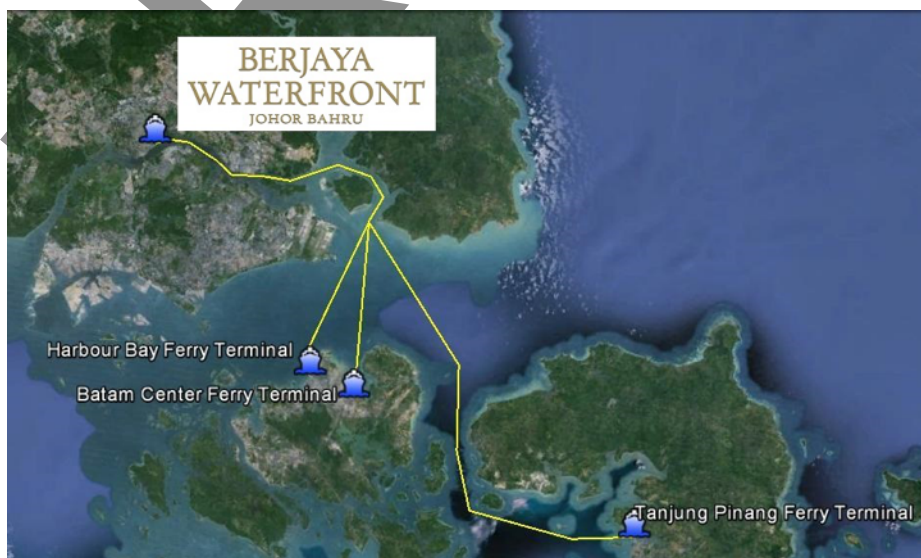 BERJAYA
WATERFRONT
JOHOR BAHRU
Harbour Bay Ferry Terminal
Batam Center Ferry Terminal
Tanjung Pinang Ferry Terminal